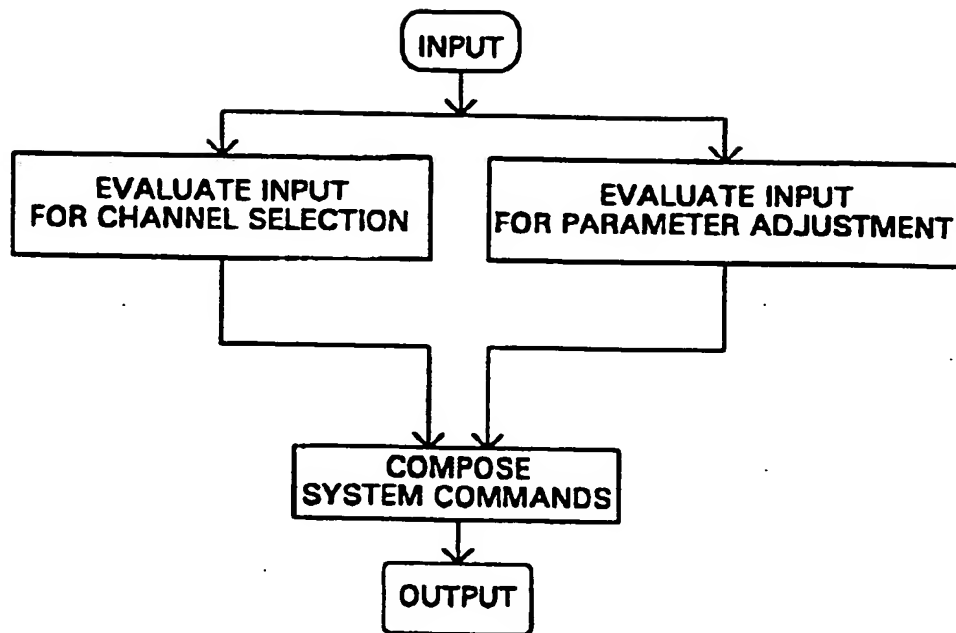 INPUT
EVALUATE INPUT
FOR CHANNEL SELECTION
EVALUATE INPUT
FOR PARAMETER ADJUSTMENT
COMPOSE
SYSTEM COMMANDS
OUTPUT